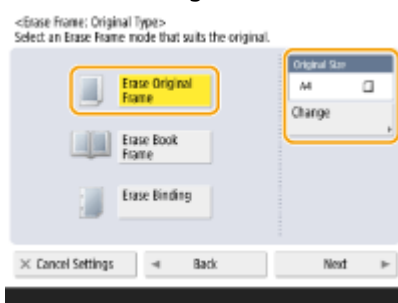 <Erase Frame: Original Type>
Select an Erase Frame mode that suits the original.
Original Size
A4
Change
Erase Original
Frame
Erase Book
Frame
Erase Binding
× Cancel Settings
Back
Next